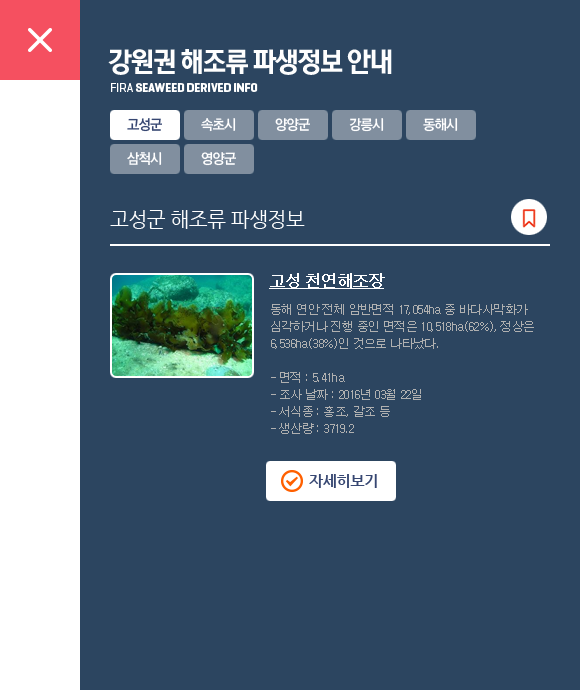 강원권 해조류 파생정보 안내
FIRA SEAWEED DERIVED INFO
고성군 속초시 양양군 강릉시 동해시
삼척시 영양군
고성군 해조류 파생정보
고성 천연해조장
동해 연안 전체 암반면적 17,054ha 중 바다사막화가
심각하거나 진행 중인 면적은 10,518ha(62%), 정상은
6,536ha(38%)인 것으로 나타났다.
- 면적 : 5.41ha
- 조사 날짜 : 2016년 03월 22일
- 서식종 : 홍조, 갈조 등
- 생산량 : 3719.2
자세히보기